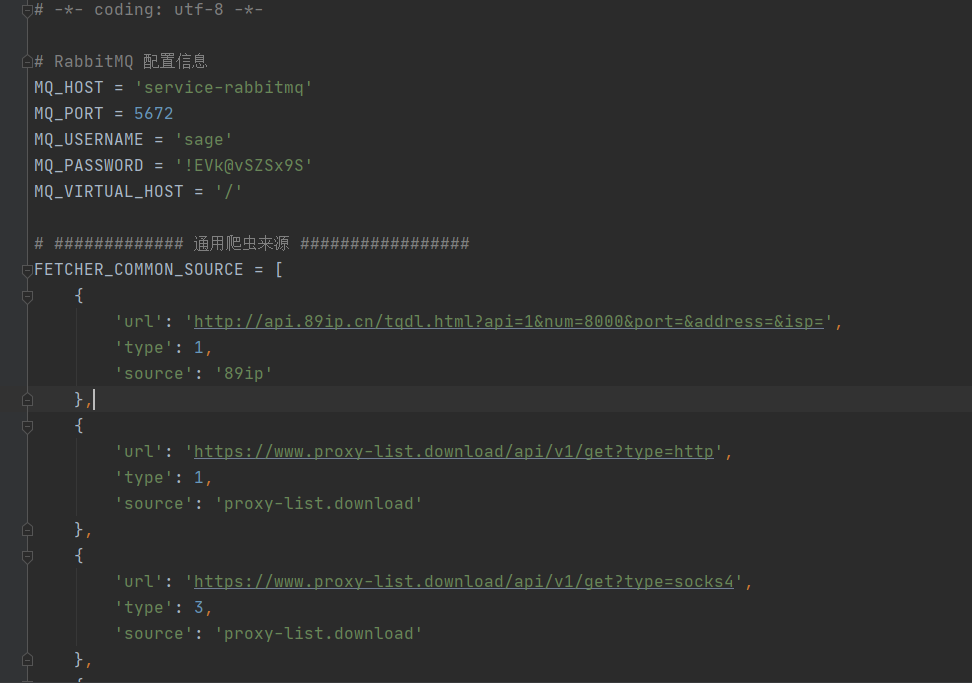 # -*- coding: utf-8 -*-
# RabbitMQ 配置信息
MQ_HOST = 'service-rabbitmq'
MQ_PORT = 5672
MQ_USERNAME = 'sage'
MQ_PASSWORD = '!EVk@vSZSx9S'
MQ_VIRTUAL_HOST = '/'
# ############# 通用爬虫来源 #################
FETCHER_COMMON_SOURCE = [
{
'url': 'http://api.89ip.cn/tqdl.html?api=1&num=8000&port=&address=&isp=',
'type': 1,
'source': '89ip'
},
{
'url': 'https://www.proxy-list.download/api/v1/get?type=http',
'type': 1,
'source': 'proxy-list.download'
},
{
'url': 'https://www.proxy-list.download/api/v1/get?type=socks4',
'type': 3,
'source': 'proxy-list.download'
},
{